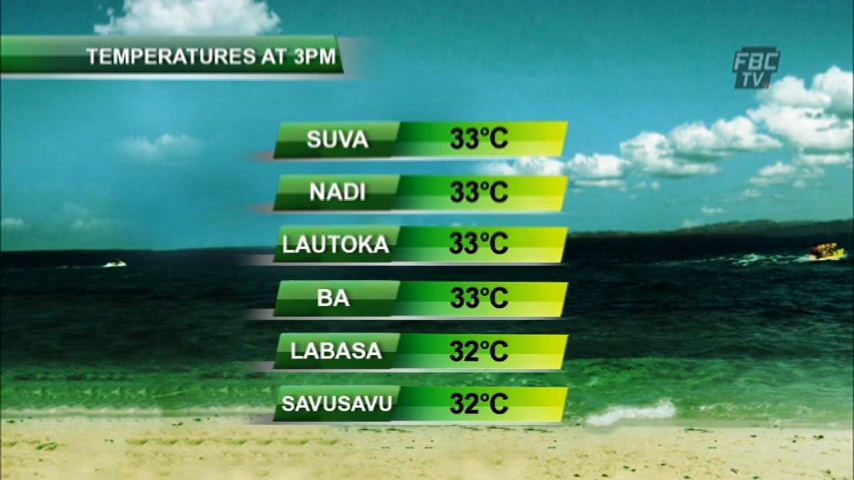 TEMPERATURES AT 3PM
FBC
TV
SUVA 33°C
NADI 33°C
LAUTOKA 33°C
BA 33°C
LABASA 32°C
SAVUSAVU 32°C